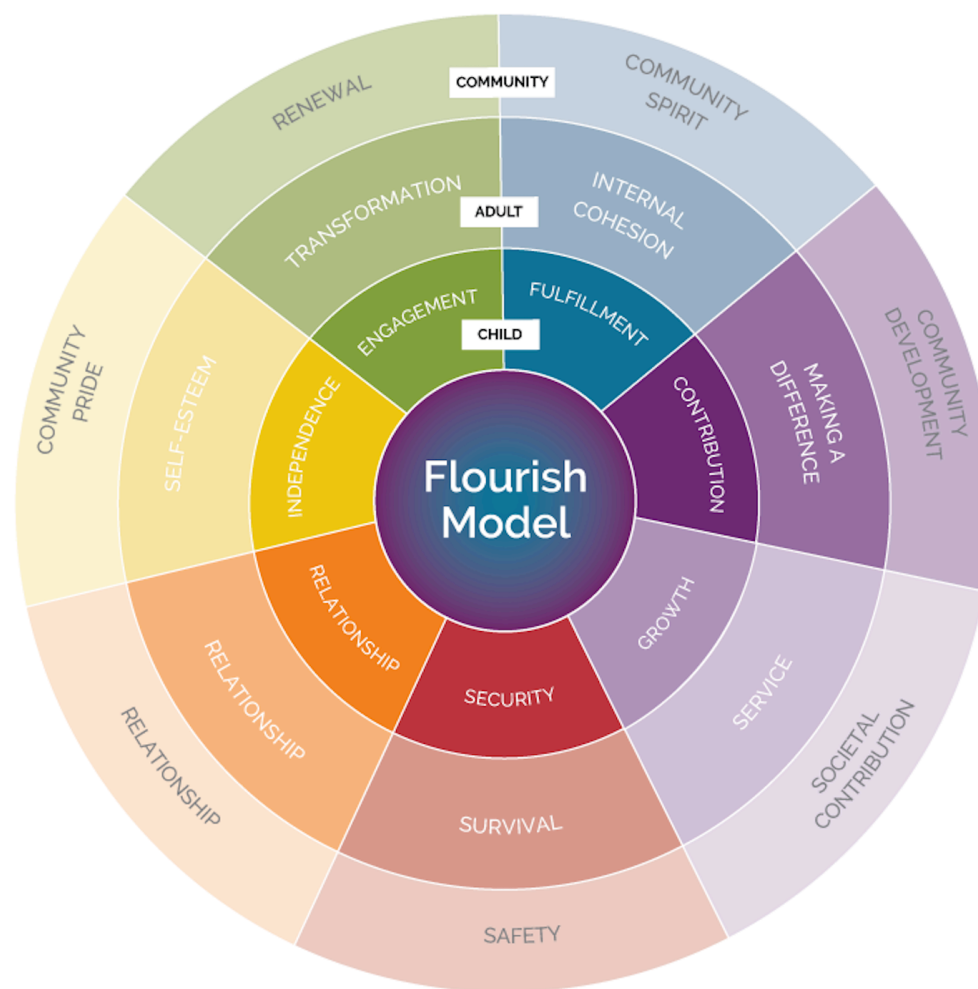 COMMUNITY
ADULT
CHILD
Flourish
Model
RENEWAL
TRANSFORMATION
ENGAGEMENT
COMMUNITY
SPIRIT
INTERNAL
COHESION
FULFILLMENT
COMMUNITY
DEVELOPMENT
MAKING A
DIFFERENCE
CONTRIBUTION
SOCIETAL
CONTRIBUTION
SERVICE
GROWTH
SAFETY
SURVIVAL
SECURITY
RELATIONSHIP
RELATIONSHIP
RELATIONSHIP
COMMUNITY
PRIDE
SELF-ESTEEM
INDEPENDENCE